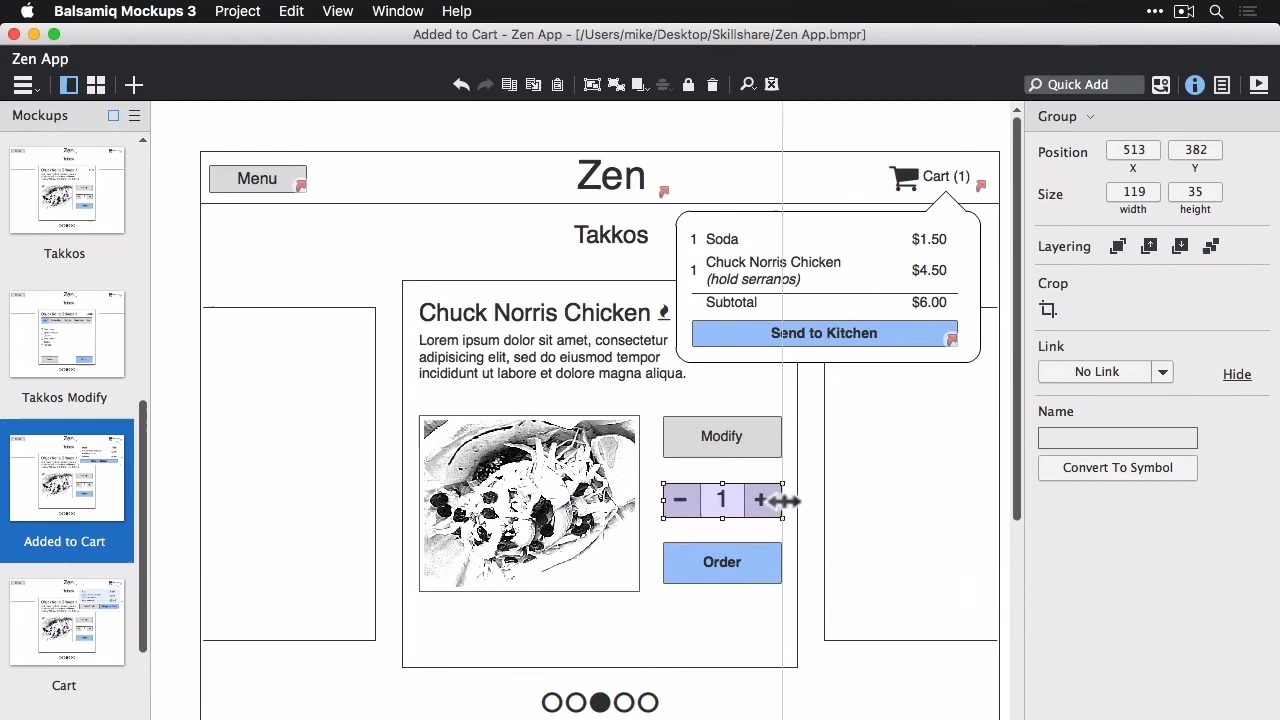 Balsamiq Mockups 3 Project Edit View Window Help
Added to Cart - Zen App - [/Users/mike/Desktop/Skillshare/Zen App.bmpr]
Zen App
Quick Add
Mockups
Takkos
Takkos Modify
Added to Cart
Cart
Menu
Zen
Cart (1)
Takkos
1 Soda $1.50
1 Chuck Norris Chicken $4.50
(hold serranos)
Subtotal $6.00
Send to Kitchen
Chuck Norris Chicken
Lorem ipsum dolor sit amet, consectetur
adipisicing elit, sed do eiusmod tempor
incididunt ut labore et dolore magna aliqua.
Modify
− 1 +
Order
Group
Position 513 382
X Y
Size 119 35
width height
Layering
Crop
Link
No Link Hide
Name
Convert To Symbol